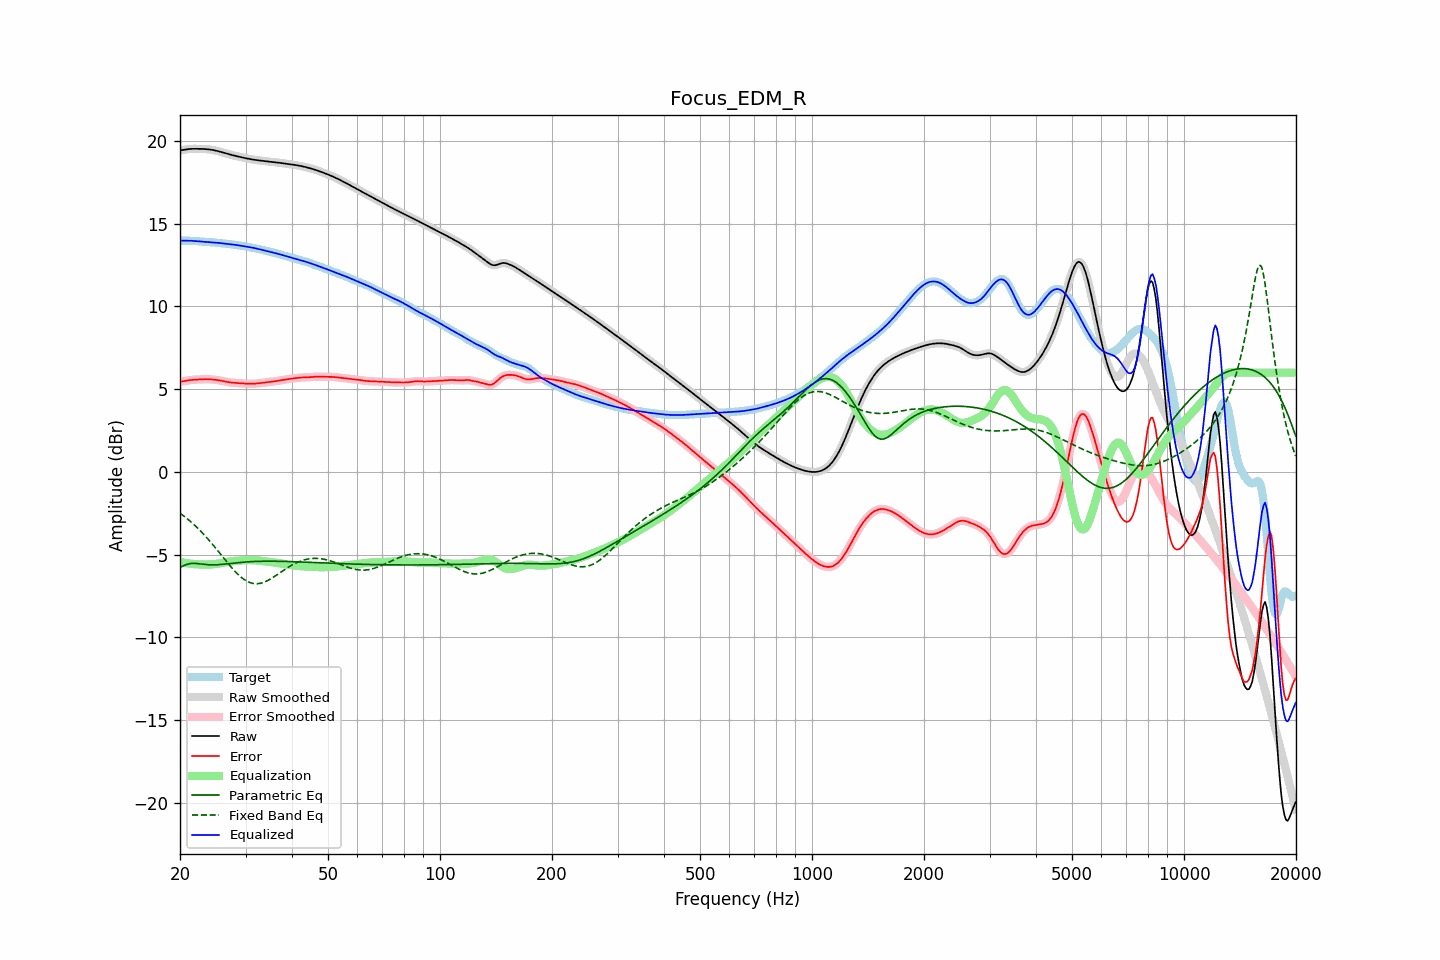 Focus_EDM_R
20
15
10
5
0
−5
−10
−15
−20
Amplitude (dBr)
Target
Raw Smoothed
Error Smoothed
Raw
Error
Equalization
Parametric Eq
Fixed Band Eq
Equalized
20 50 100 200 500 1000 2000 5000 10000 20000
Frequency (Hz)